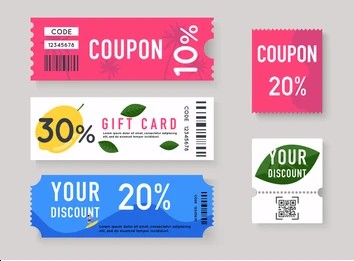 CODE
12345678
COUPON
10%
COUPON
20%
30%
GIFT CARD
CODE
12345678
YOUR
DISCOUNT
20%
YOUR
DISCOUNT